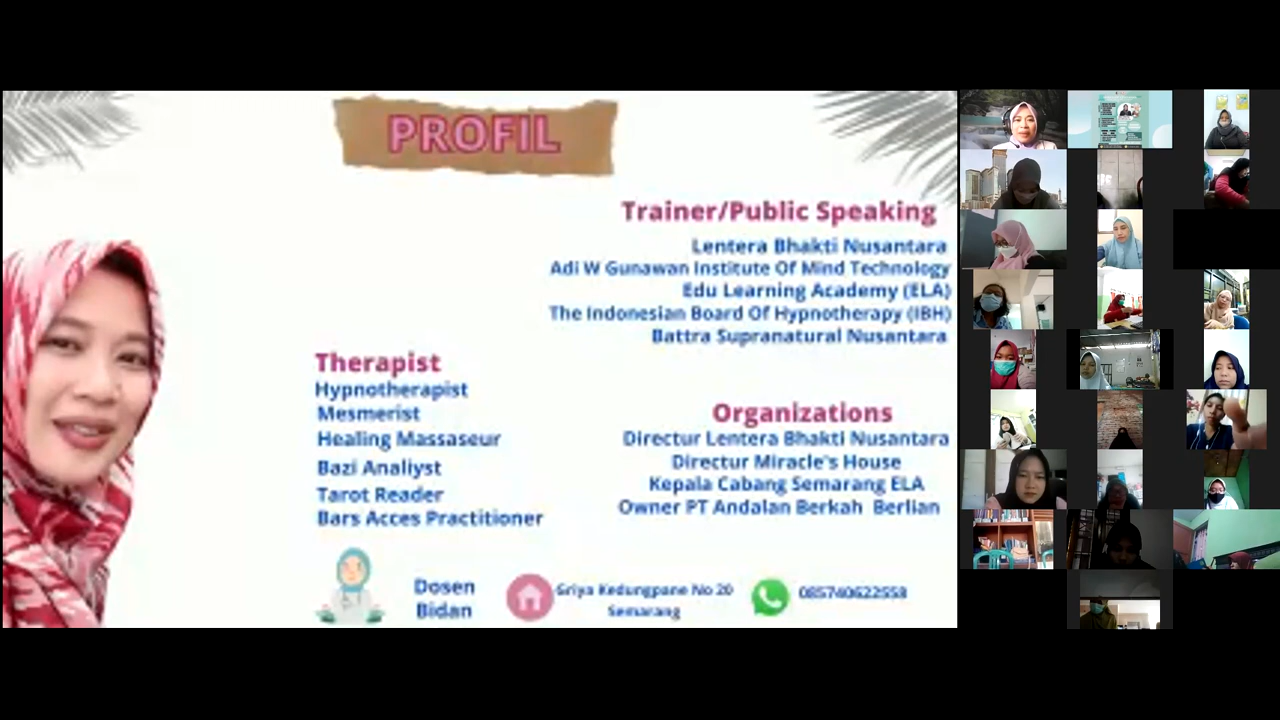 PROFIL
Trainer/Public Speaking
Lentera Bhakti Nusantara
Adi W Gunawan Institute Of Mind Technology
Edu Learning Academy (ELA)
The Indonesian Board Of Hypnotherapy (IBH)
Battra Supranatural Nusantara
Therapist
Hypnotherapist
Mesmerist
Healing Massaseur
Bazi Analiyst
Tarot Reader
Bars Acces Practitioner
Organizations
Directur Lentera Bhakti Nusantara
Directur Miracle's House
Kepala Cabang Semarang ELA
Owner PT Andalan Berkah Berlian
Dosen
Bidan
Griya Kedungpane No 20
Semarang
085740622558